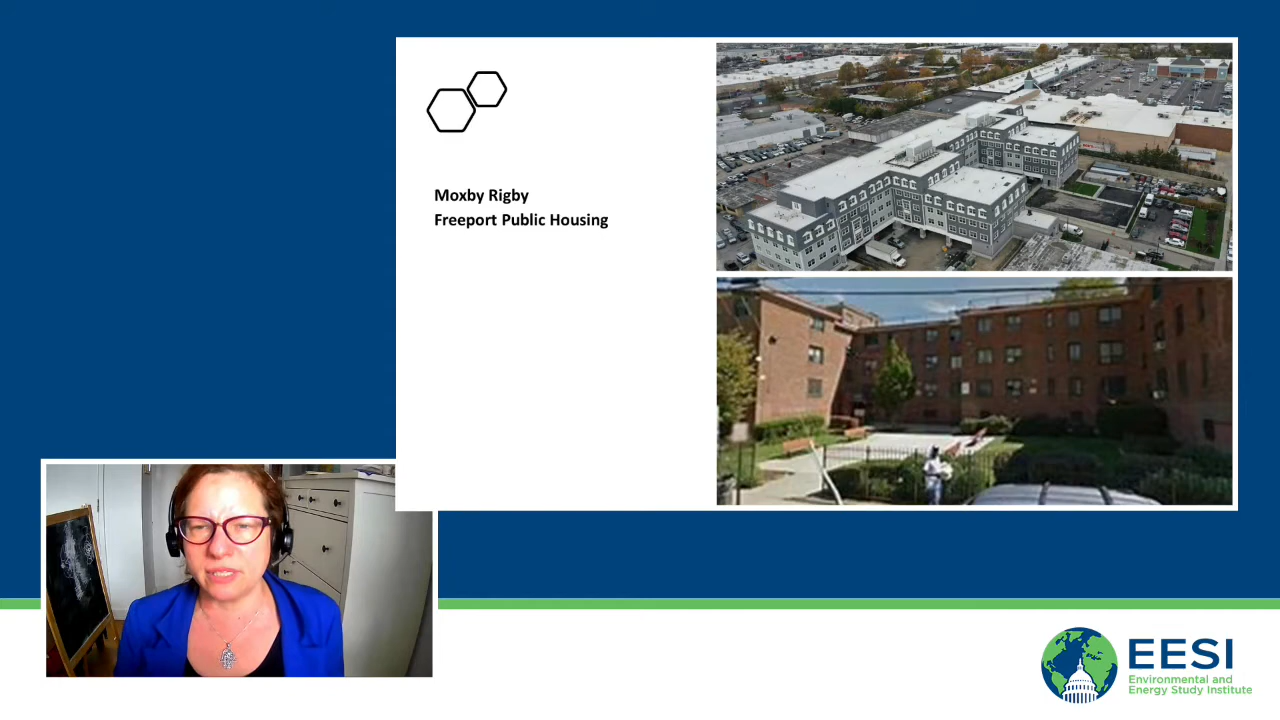 Moxby Rigby
Freeport Public Housing
EESI
Environmental and
Energy Study Institute